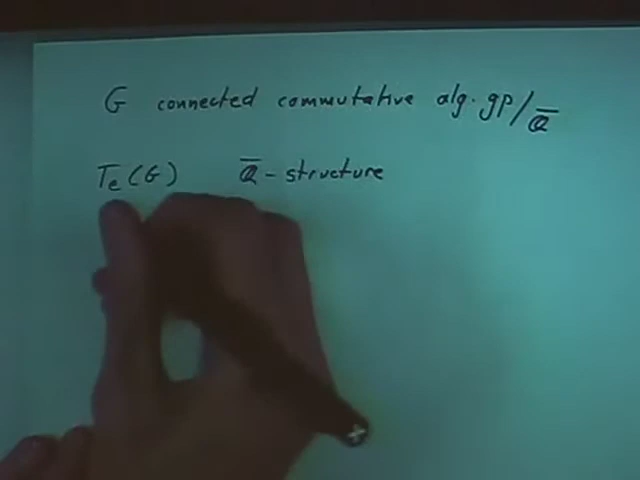 G connected commutative alg. gp/Q̅
Te(G) Q̅ - structure